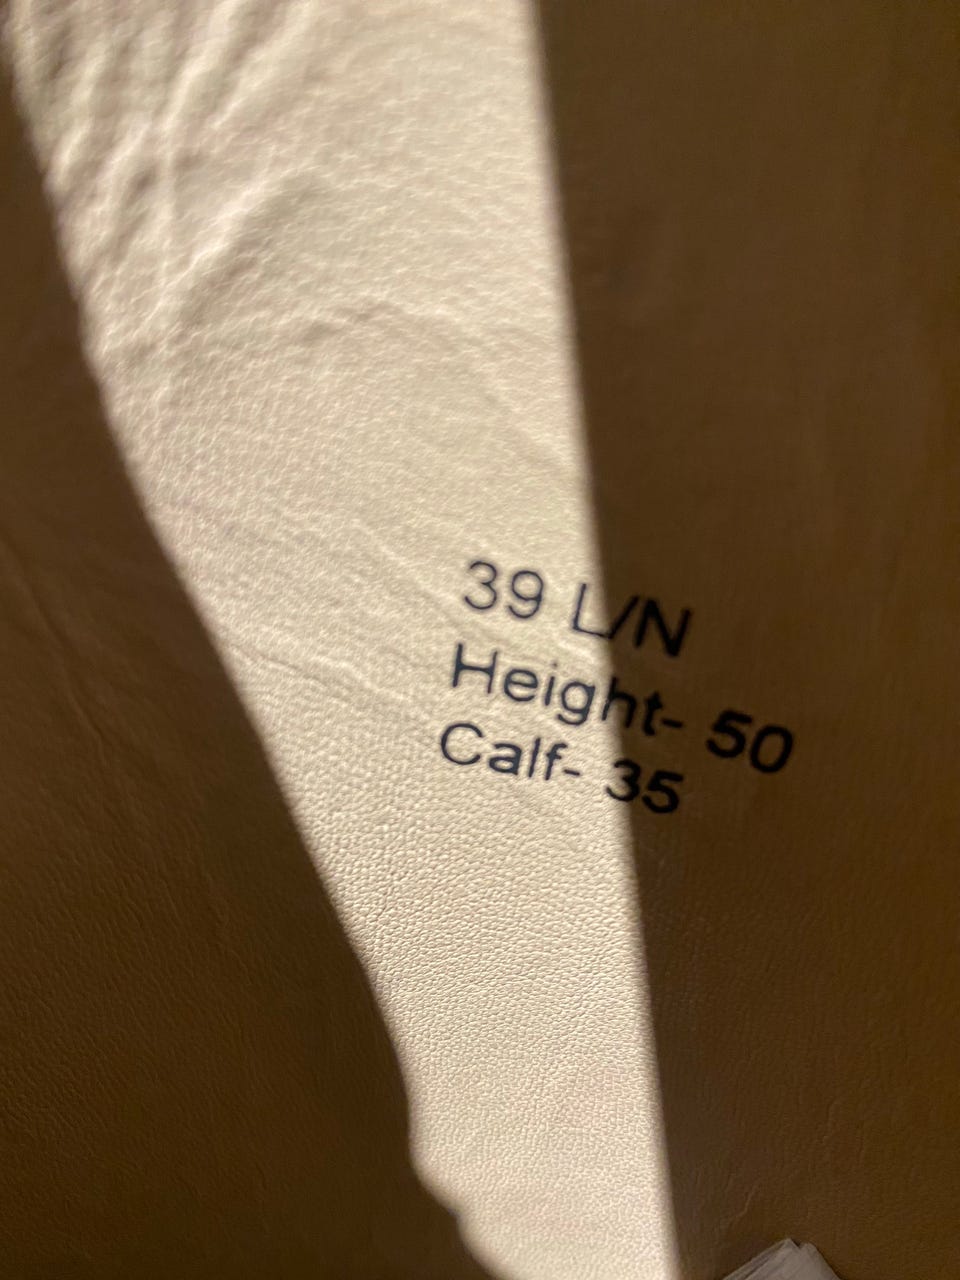 39 L/N
Height- 50
Calf- 35